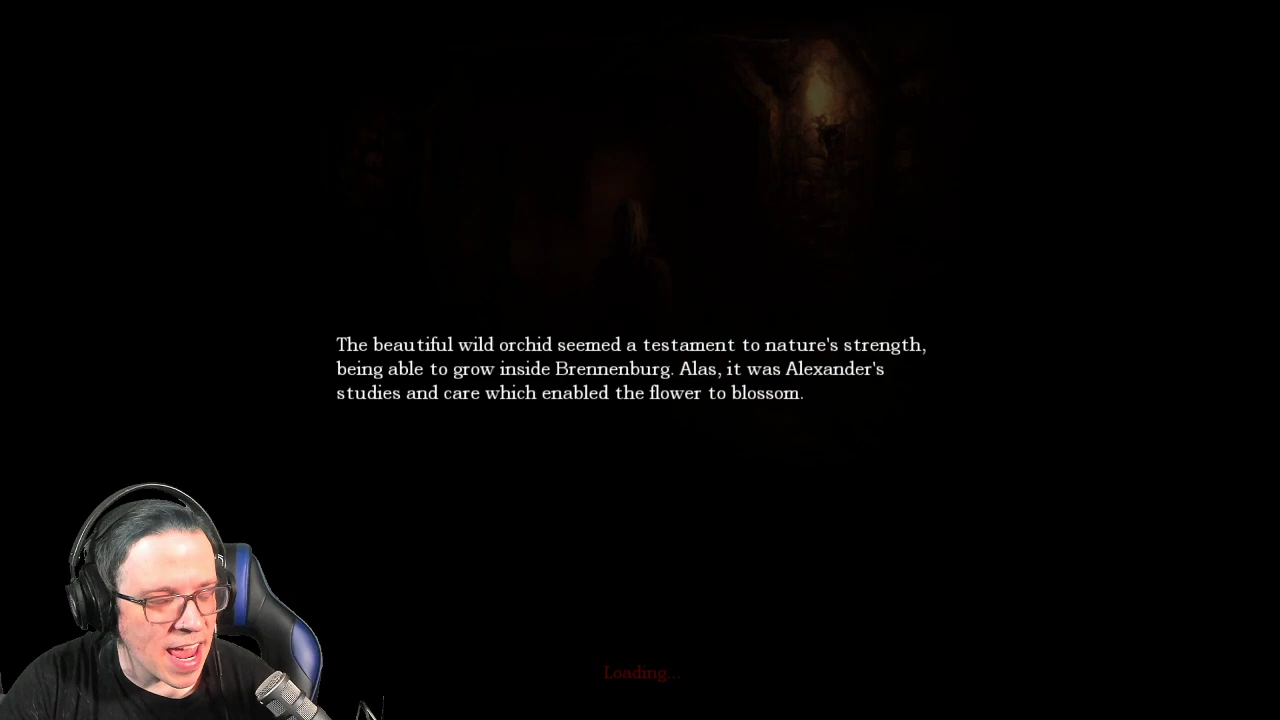 The beautiful wild orchid seemed a testament to nature's strength,
being able to grow inside Brennenburg. Alas, it was Alexander's
studies and care which enabled the flower to blossom.
Loading...